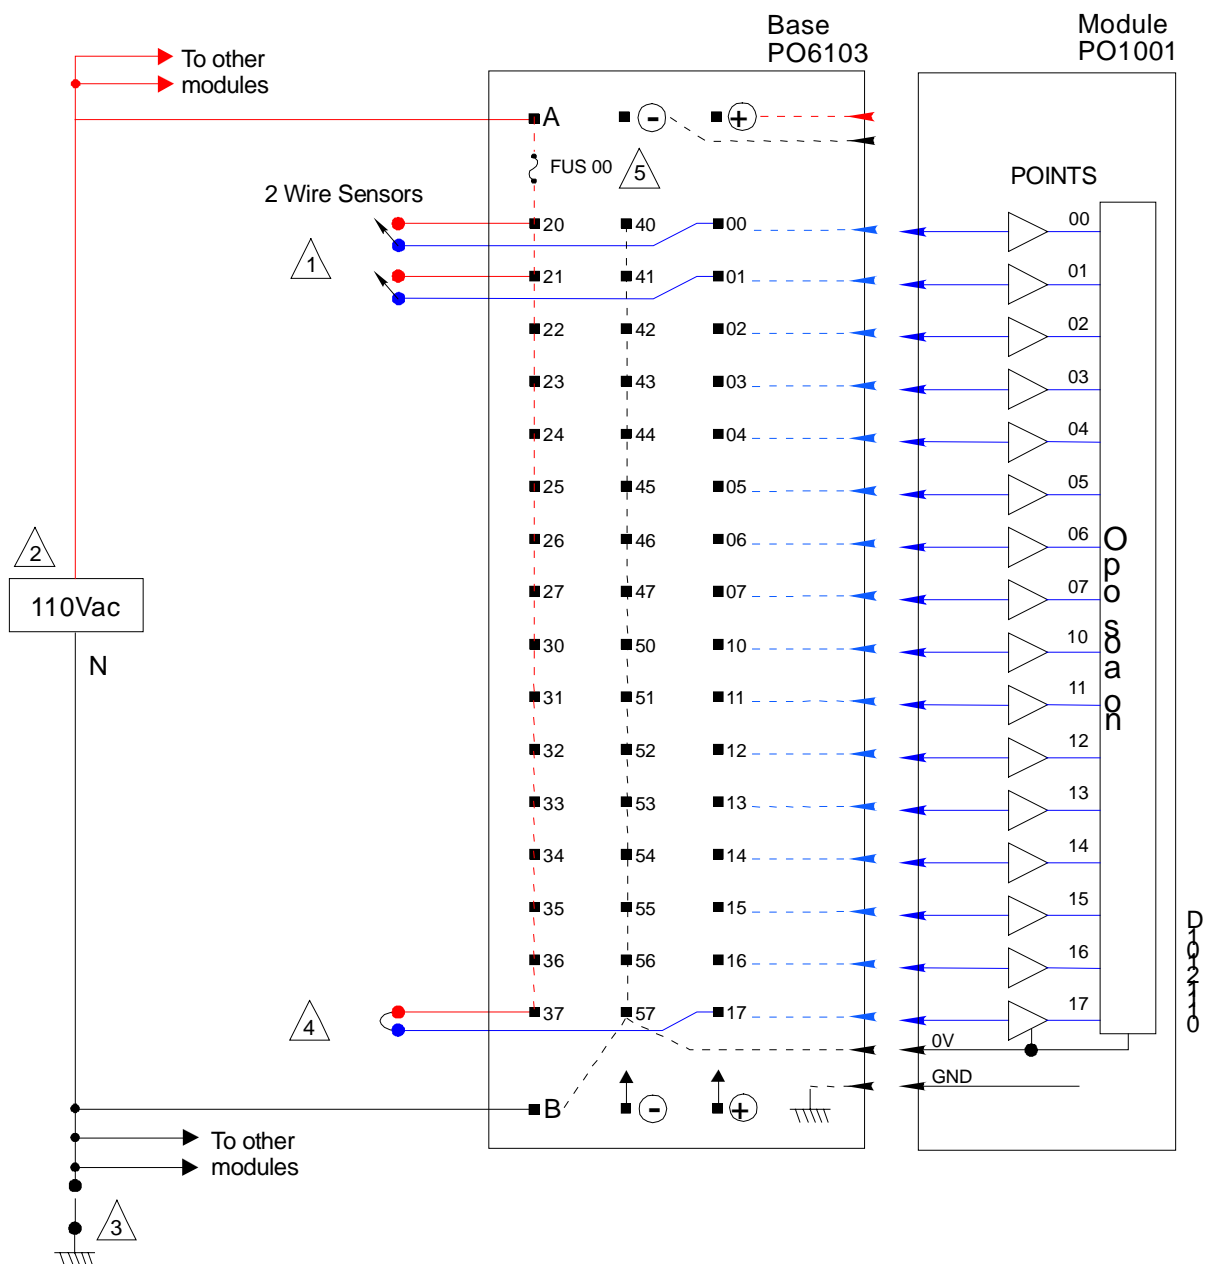 Base
PO6103
Module
PO1001
To other
modules
A
-
+
FUS 00
5
POINTS
2 Wire Sensors
1
20 40 00 00
21 41 01 01
22 42 02 02
23 43 03 03
24 44 04 04
25 45 05 05
26 46 06 06
27 47 07 07
30 50 10 10
31 51 11 11
32 52 12 12
33 53 13 13
34 54 14 14
35 55 15 15
36 56 16 16
37 57 17 17
2
110Vac
N
4
0V
GND
B
-
+
To other
modules
3